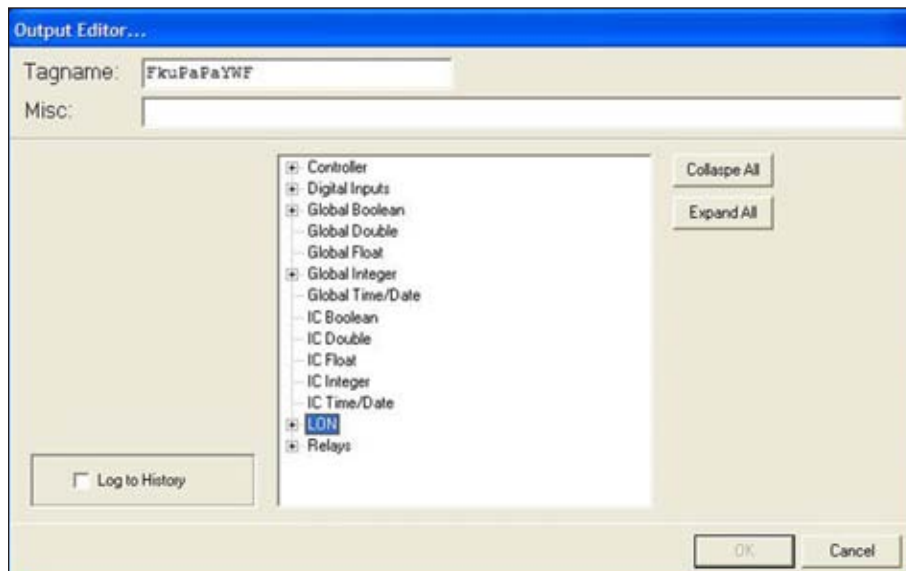 Output Editor...
Tagname: FkuPaPaYWF
Misc:
Controller
Digital Inputs
Global Boolean
Global Double
Global Float
Global Integer
Global Time/Date
IC Boolean
IC Double
IC Float
IC Integer
IC Time/Date
LON
Relays
Collaspe All
Expand All
Log to History
OK Cancel